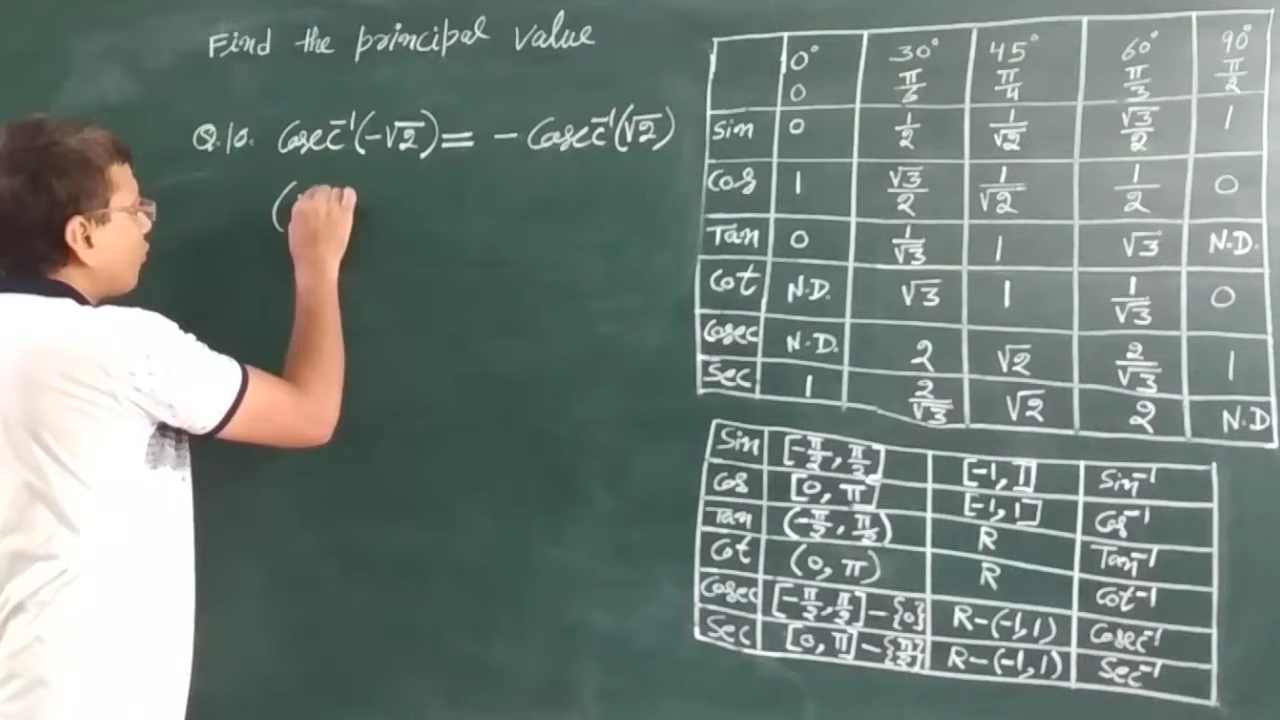 Find the principal value
Q.10. Cosec⁻¹(-√2) = - Cosec⁻¹(√2)
(
0° 30° 45° 60° 90°
0 π/6 π/4 π/3 π/2
Sin 0 1/2 1/√2 √3/2 1
Cos 1 √3/2 1/√2 1/2 0
Tan 0 1/√3 1 √3 N.D.
Cot N.D. √3 1 1/√3 0
Cosec N.D. 2 √2 2/√3 1
Sec 1 2/√3 √2 2 N.D
Sin [-π/2, π/2] [-1, 1] Sin⁻¹
Cos [0, π] [-1, 1] Cos⁻¹
Tan (-π/2, π/2) R Tan⁻¹
Cot (0, π) R Cot⁻¹
Cosec [-π/2, π/2] - {0} R-(-1, 1) Cosec⁻¹
Sec [0, π] - {π/2} R-(-1, 1) Sec⁻¹